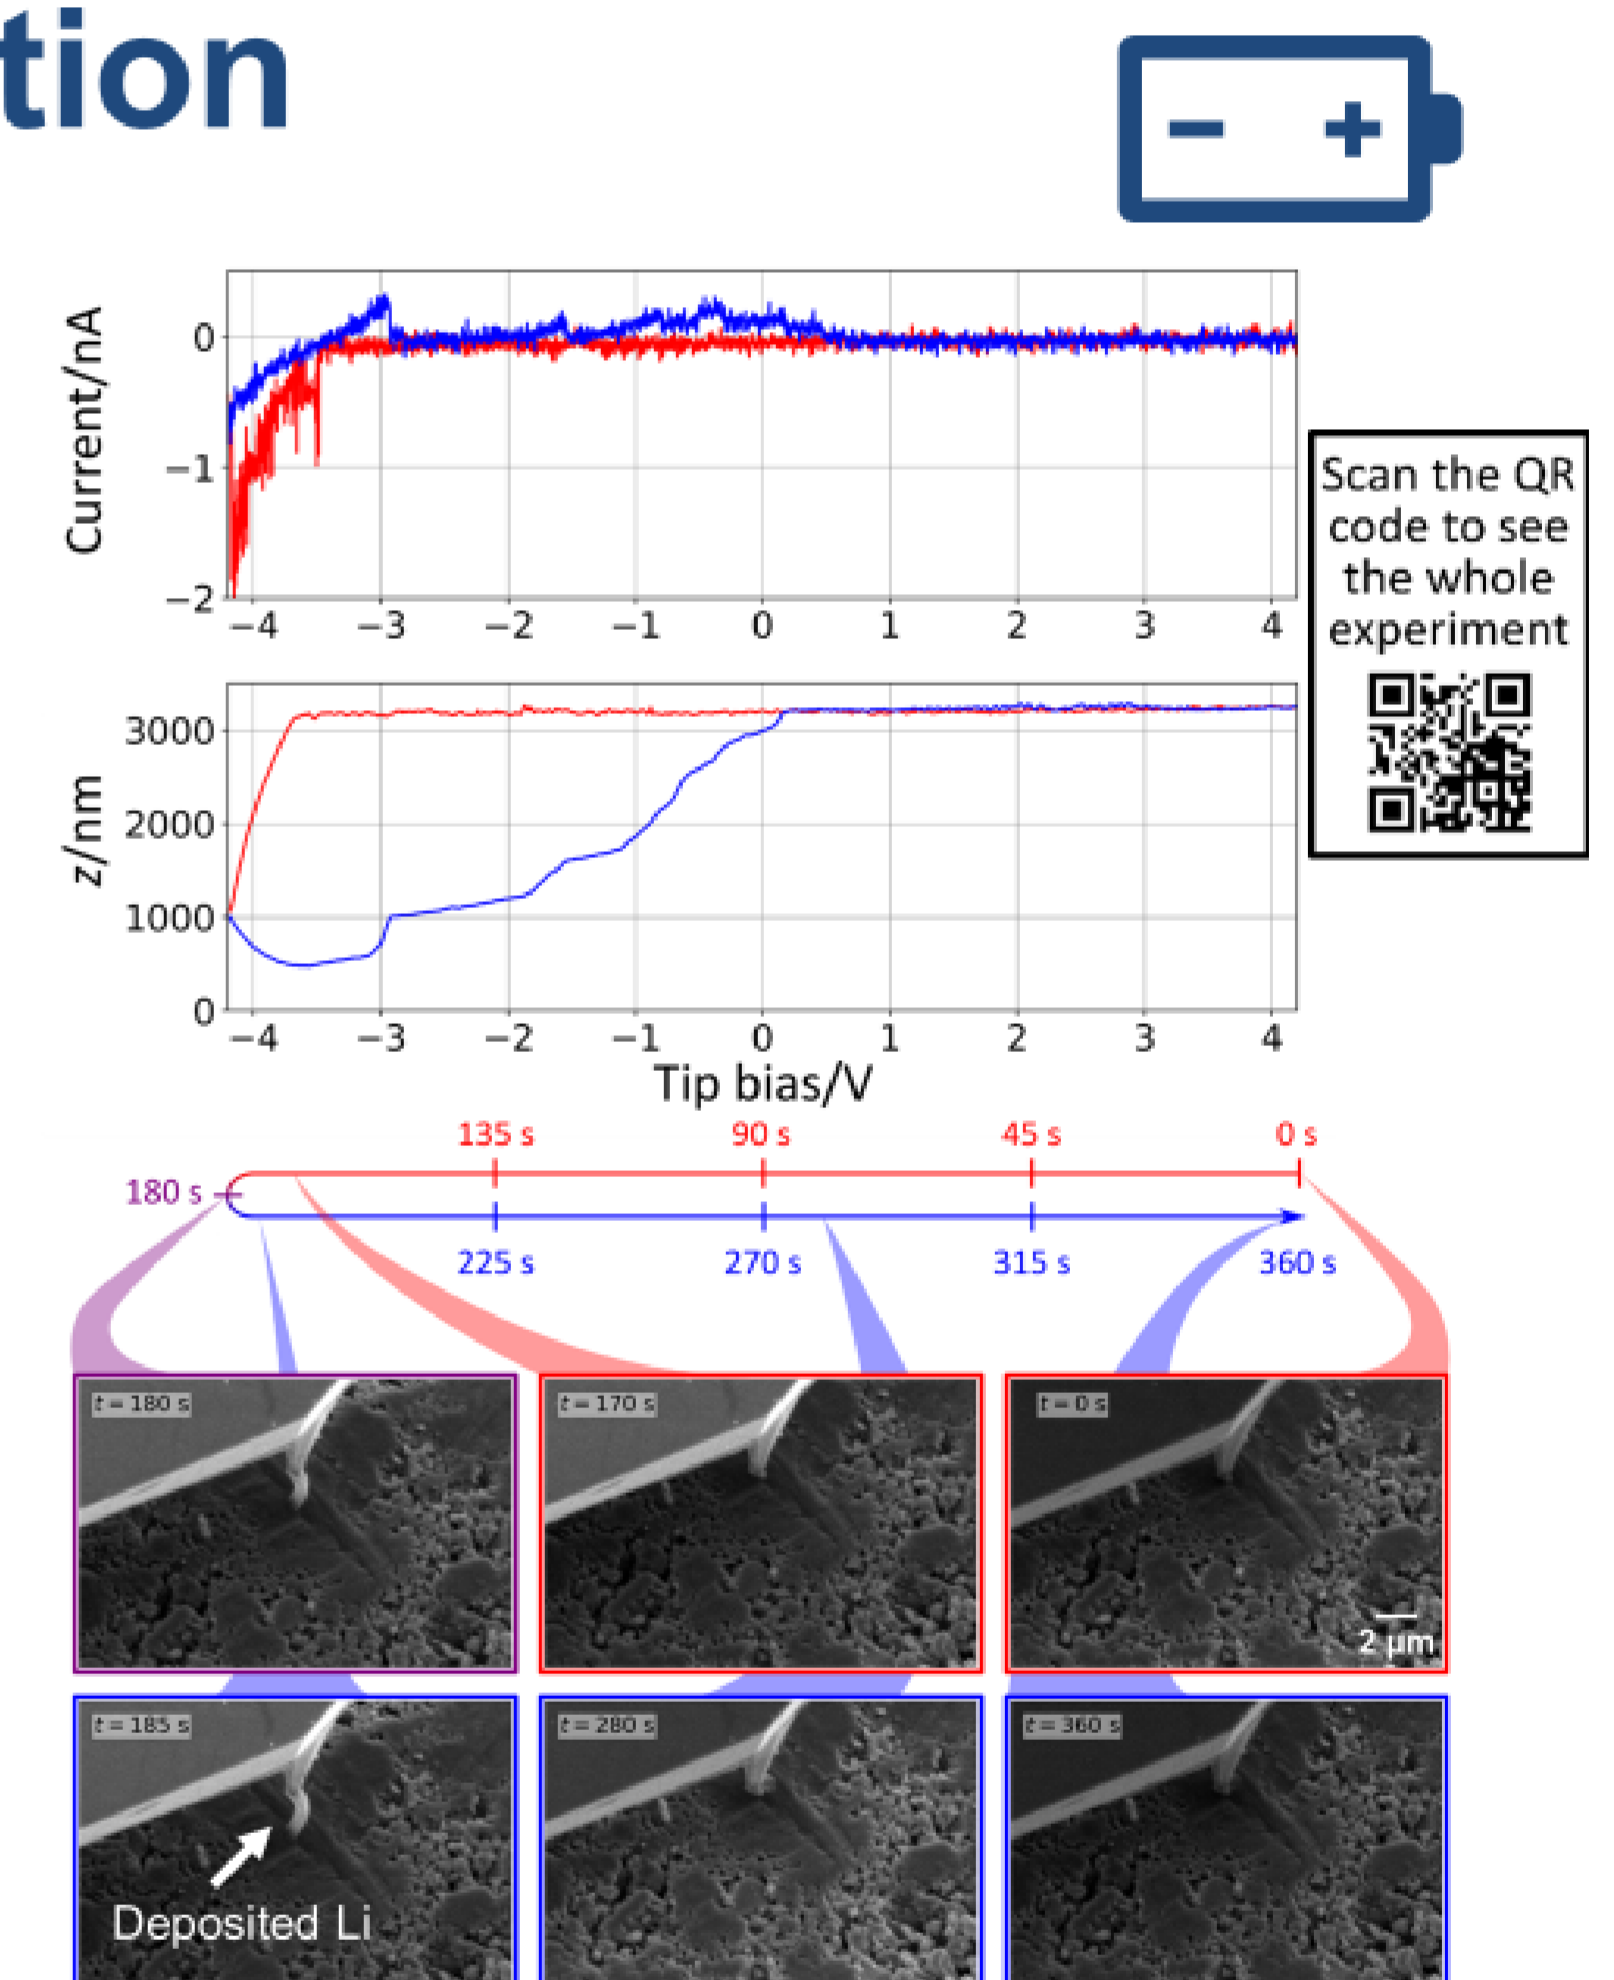 tion
− +
Current/nA
0
−1
−2
−4 −3 −2 −1 0 1 2 3 4
Scan the QR
code to see
the whole
experiment
z/nm
3000
2000
1000
0
−4 −3 −2 −1 0 1 2 3 4
Tip bias/V
135 s 90 s 45 s 0 s
180 s
225 s 270 s 315 s 360 s
t = 180 s
t = 170 s
t = 0 s
2 µm
t = 185 s
t = 280 s
t = 360 s
Deposited Li